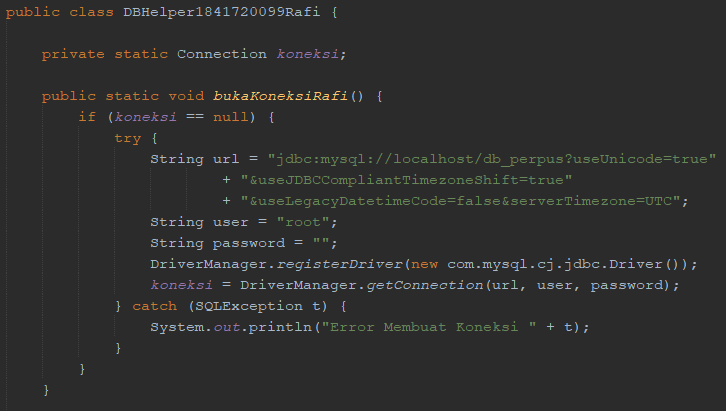 public class DBHelper1841720099Rafi {
private static Connection koneksi;
public static void bukaKoneksiRafi() {
if (koneksi == null) {
try {
String url = "jdbc:mysql://localhost/db_perpus?useUnicode=true"
+ "&useJDBCCompliantTimezoneShift=true"
+ "&useLegacyDatetimeCode=false&serverTimezone=UTC";
String user = "root";
String password = "";
DriverManager.registerDriver(new com.mysql.cj.jdbc.Driver());
koneksi = DriverManager.getConnection(url, user, password);
} catch (SQLException t) {
System.out.println("Error Membuat Koneksi " + t);
}
}
}